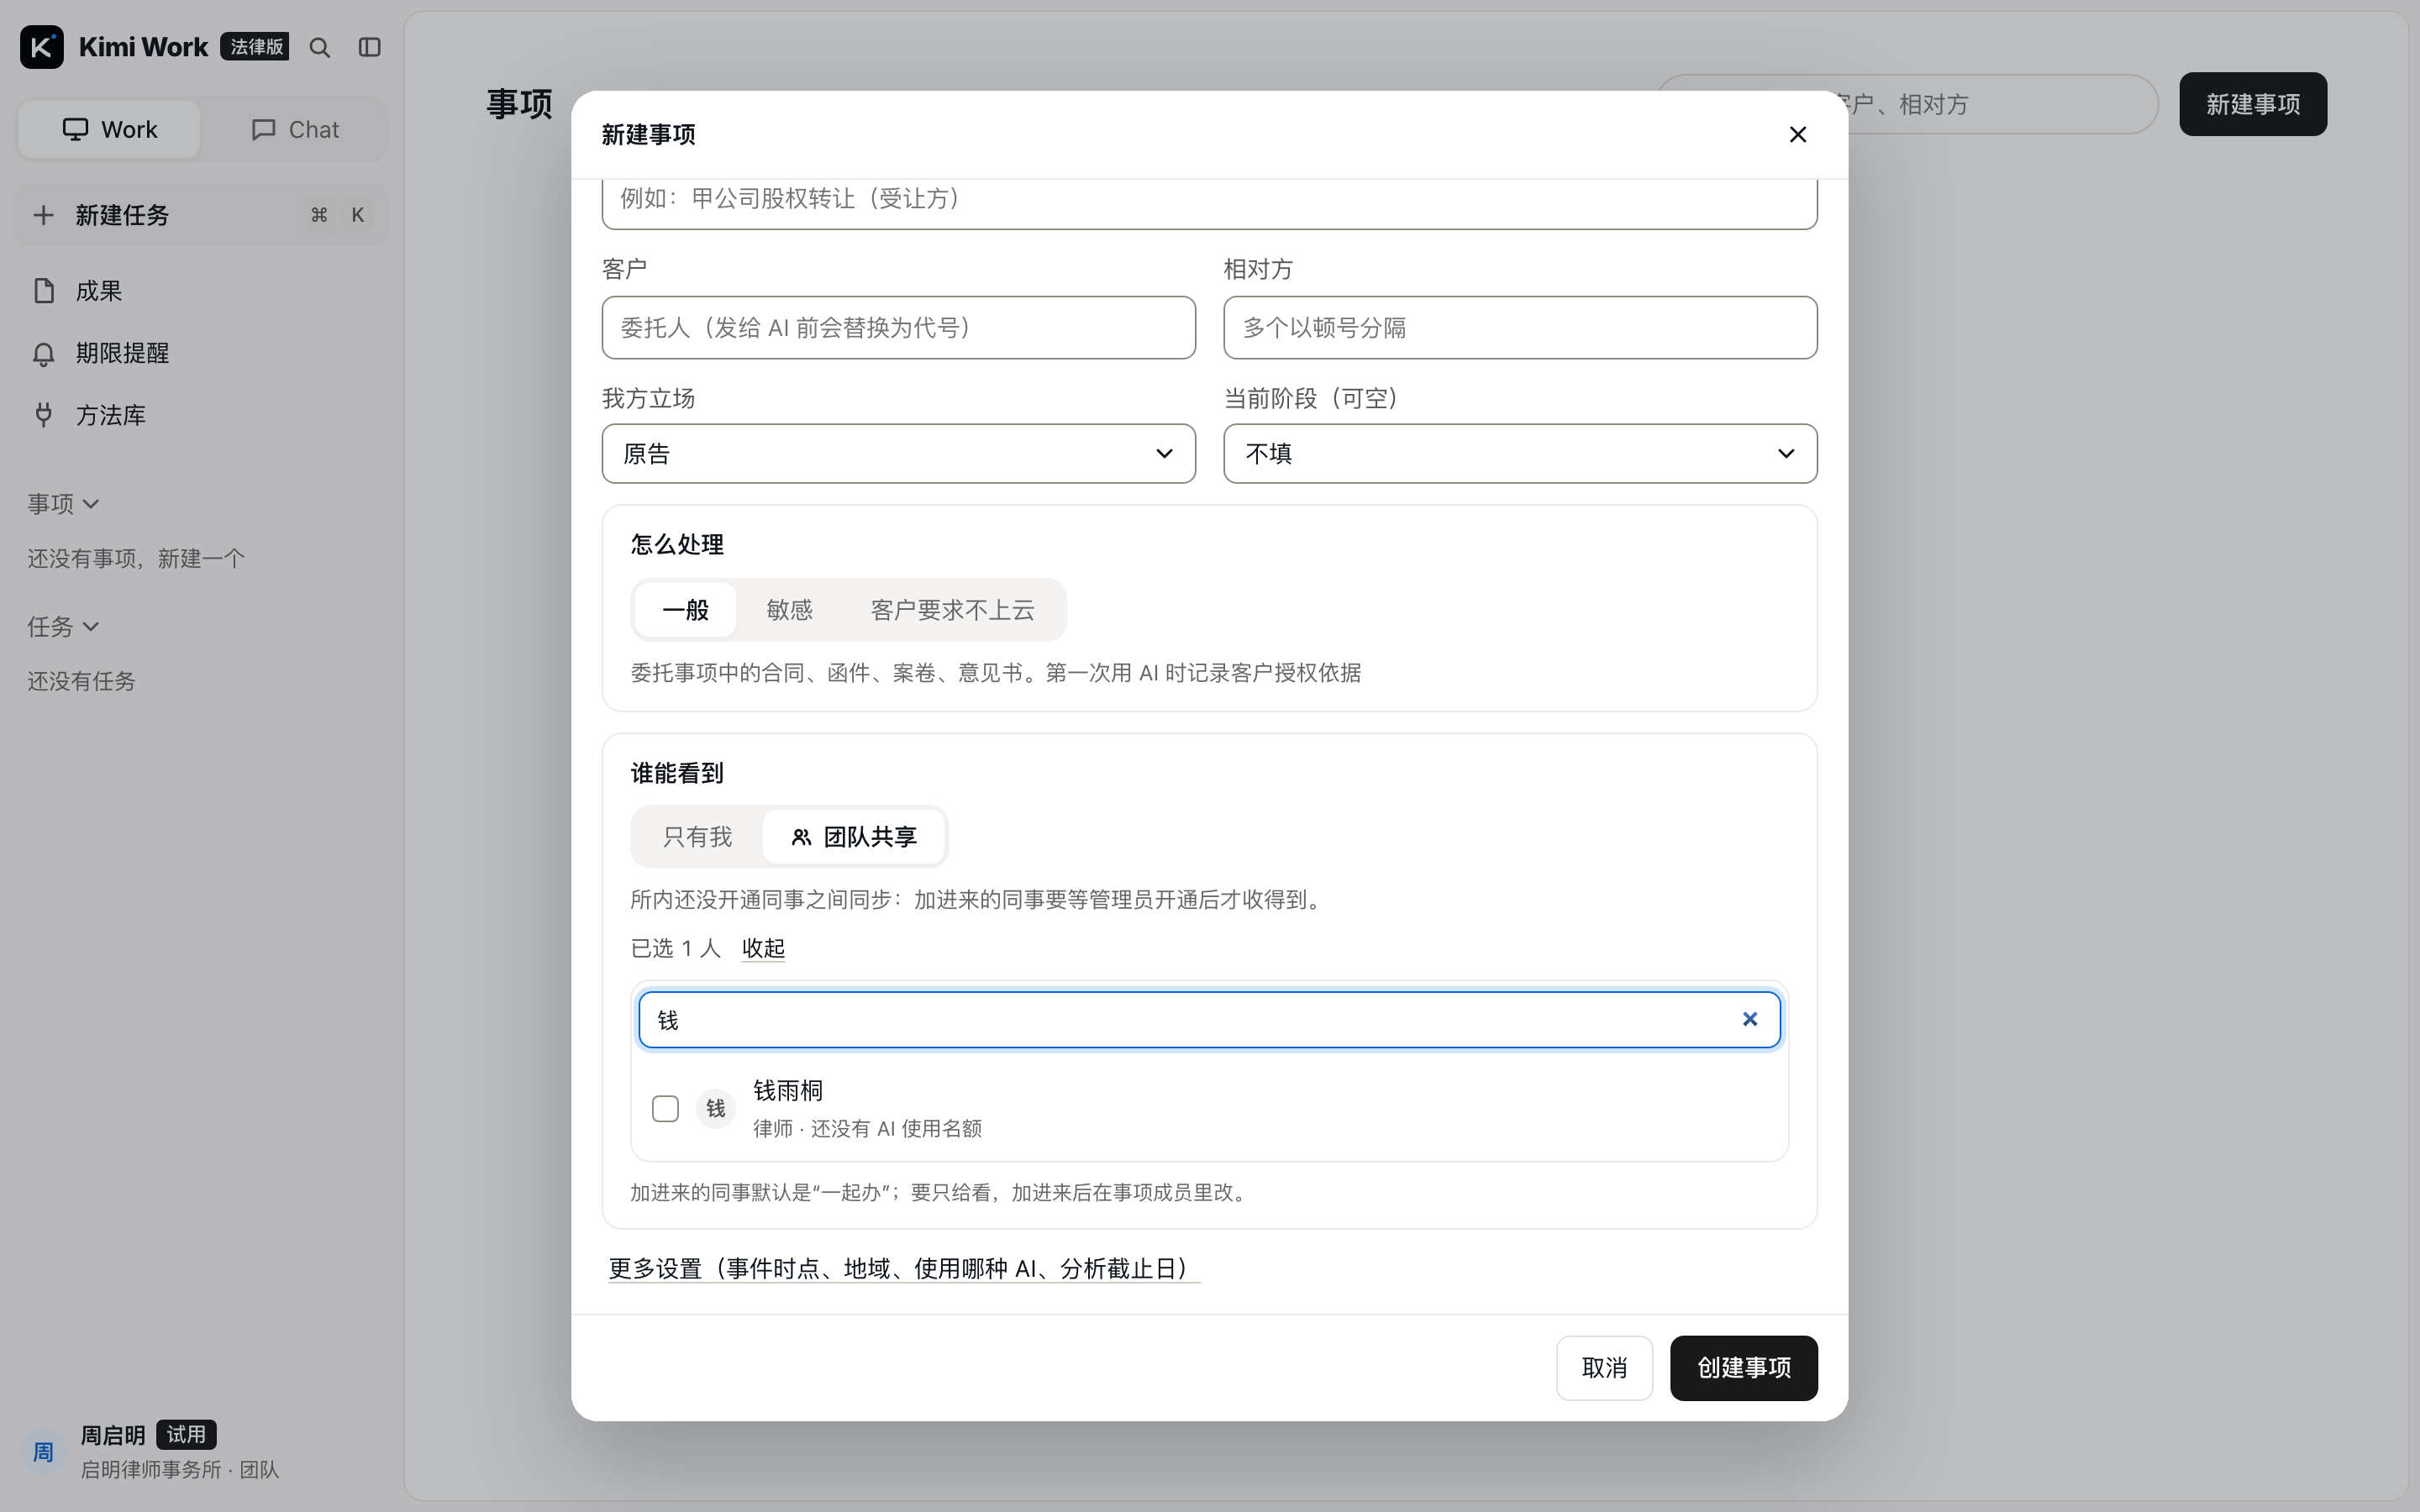 Kimi Work 法律版
Work
Chat
新建任务 ⌘ K
成果
期限提醒
方法库
事项
还没有事项，新建一个
任务
还没有任务
周
周启明 试用
启明律师事务所 · 团队
事项
户、相对方
新建事项
新建事项
例如：甲公司股权转让（受让方）
客户
相对方
委托人（发给 AI 前会替换为代号）
多个以顿号分隔
我方立场
当前阶段（可空）
原告
不填
怎么处理
一般 敏感 客户要求不上云
委托事项中的合同、函件、案卷、意见书。第一次用 AI 时记录客户授权依据
谁能看到
只有我 团队共享
所内还没开通同事之间同步：加进来的同事要等管理员开通后才收得到。
已选 1 人 收起
钱
钱
钱雨桐
律师 · 还没有 AI 使用名额
加进来的同事默认是“一起办”；要只给看，加进来后在事项成员里改。
更多设置（事件时点、地域、使用哪种 AI、分析截止日）
取消
创建事项